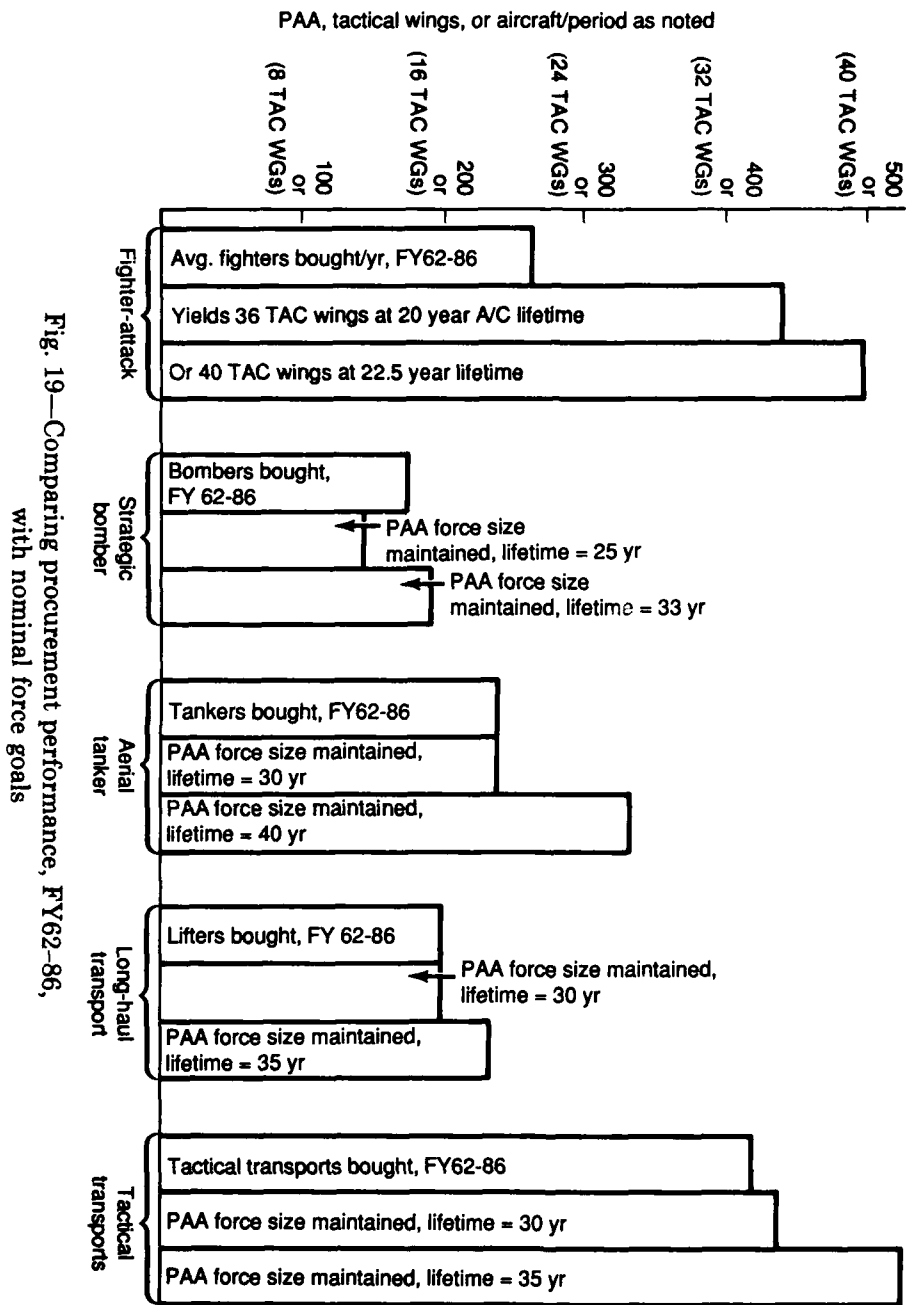 PAA, tactical wings, or aircraft/period as noted
500
or
(40 TAC WGs)
400
or
(32 TAC WGs)
300
or
(24 TAC WGs)
200
or
(16 TAC WGs)
100
or
(8 TAC WGs)
Avg. fighters bought/yr, FY62-86
Yields 36 TAC wings at 20 year A/C lifetime
Or 40 TAC wings at 22.5 year lifetime
Fighter-attack
Bombers bought,
FY 62-86
PAA force size
maintained, lifetime = 25 yr
PAA force size
maintained, lifetime = 33 yr
Strategic
bomber
Tankers bought, FY62-86
PAA force size maintained,
lifetime = 30 yr
PAA force size maintained,
lifetime = 40 yr
Aerial
tanker
Lifters bought, FY 62-86
PAA force size maintained,
lifetime = 30 yr
PAA force size maintained,
lifetime = 35 yr
Long-haul
transport
Tactical transports bought, FY62-86
PAA force size maintained, lifetime = 30 yr
PAA force size maintained, lifetime = 35 yr
Tactical
transports
Fig. 19—Comparing procurement performance, FY62–86,
with nominal force goals